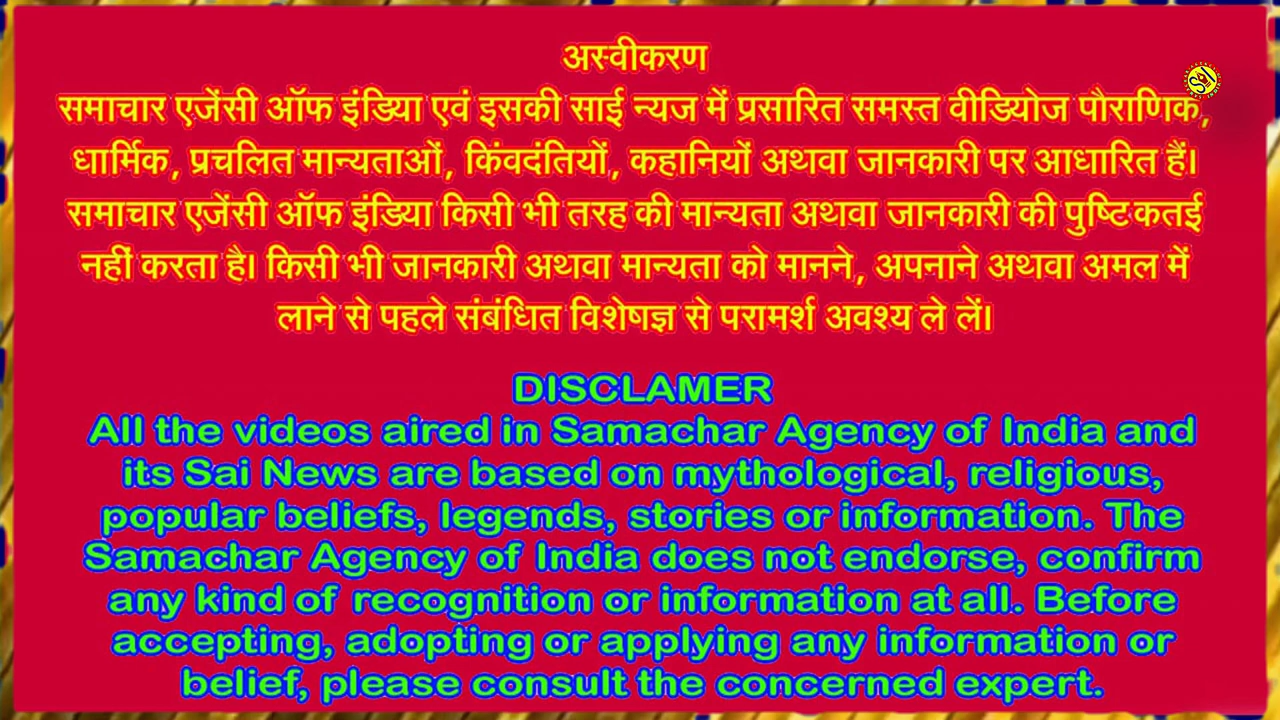 अस्वीकरण
SAI
समाचार एजेंसी ऑफ इंडिया एवं इसकी साई न्यज में प्रसारित समस्त वीडियोज पौराणिक,
धार्मिक, प्रचलित मान्यताओं, किंवदंतियों, कहानियों अथवा जानकारी पर आधारित हैं।
समाचार एजेंसी ऑफ इंडिया किसी भी तरह की मान्यता अथवा जानकारी की पुष्टि कतई
नहीं करता है। किसी भी जानकारी अथवा मान्यता को मानने, अपनाने अथवा अमल में
लाने से पहले संबंधित विशेषज्ञ से परामर्श अवश्य ले लें।
DISCLAMER
All the videos aired in Samachar Agency of India and
its Sai News are based on mythological, religious,
popular beliefs, legends, stories or information. The
Samachar Agency of India does not endorse, confirm
any kind of recognition or information at all. Before
accepting, adopting or applying any information or
belief, please consult the concerned expert.